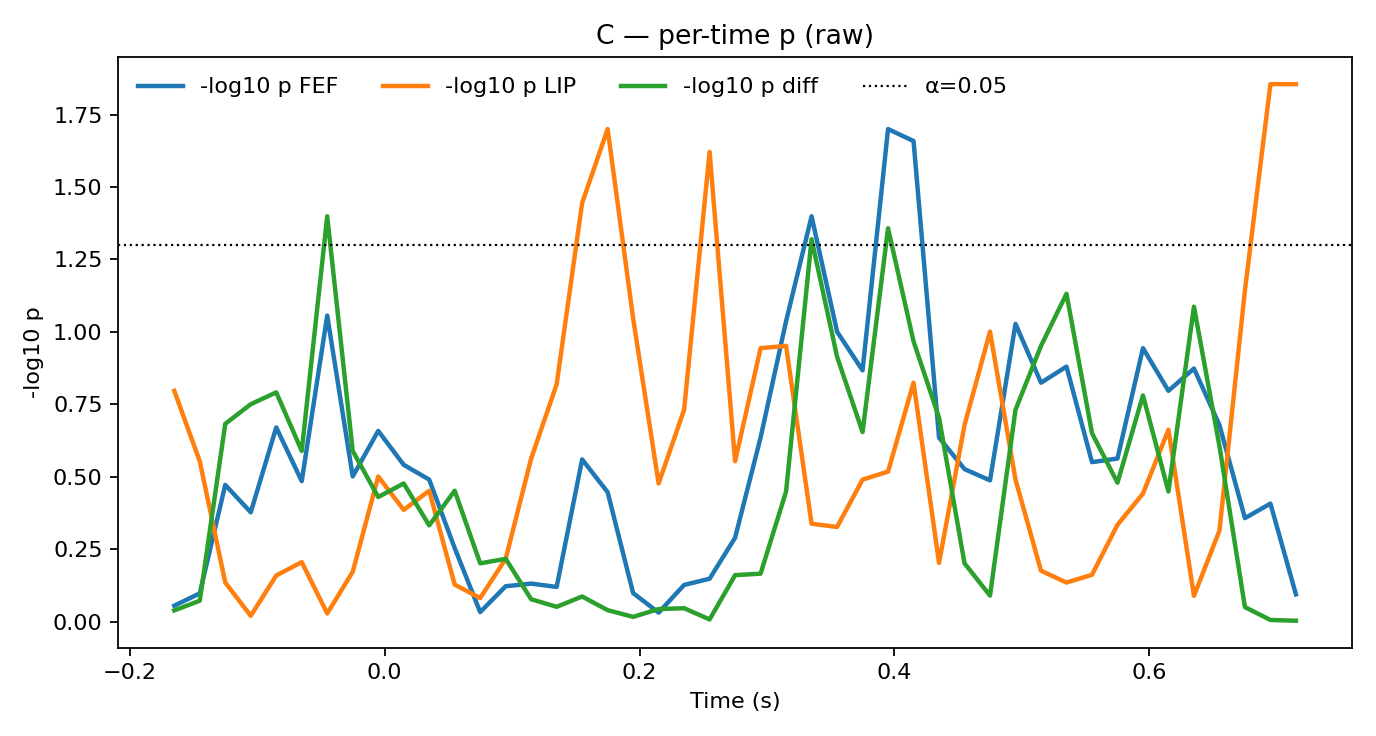 C — per-time p (raw)
-log10 p FEF
-log10 p LIP
-log10 p diff
α=0.05
1.75
1.50
1.25
1.00
0.75
0.50
0.25
0.00
-log10 p
−0.2
0.0
0.2
0.4
0.6
Time (s)